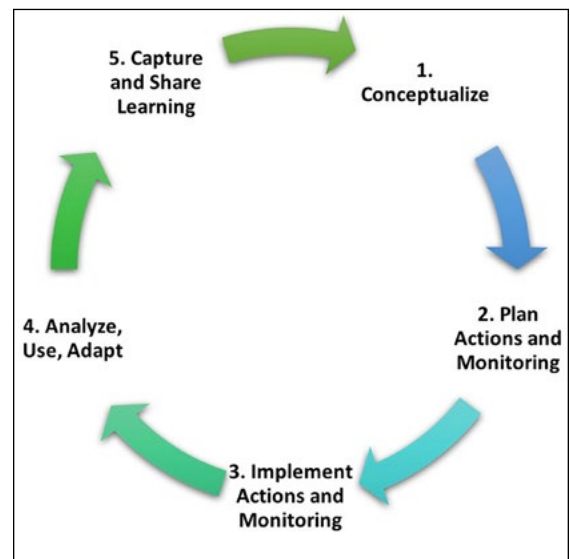 1.
Conceptualize
2. Plan
Actions and
Monitoring
3. Implement
Actions and
Monitoring
4. Analyze,
Use, Adapt
5. Capture
and Share
Learning